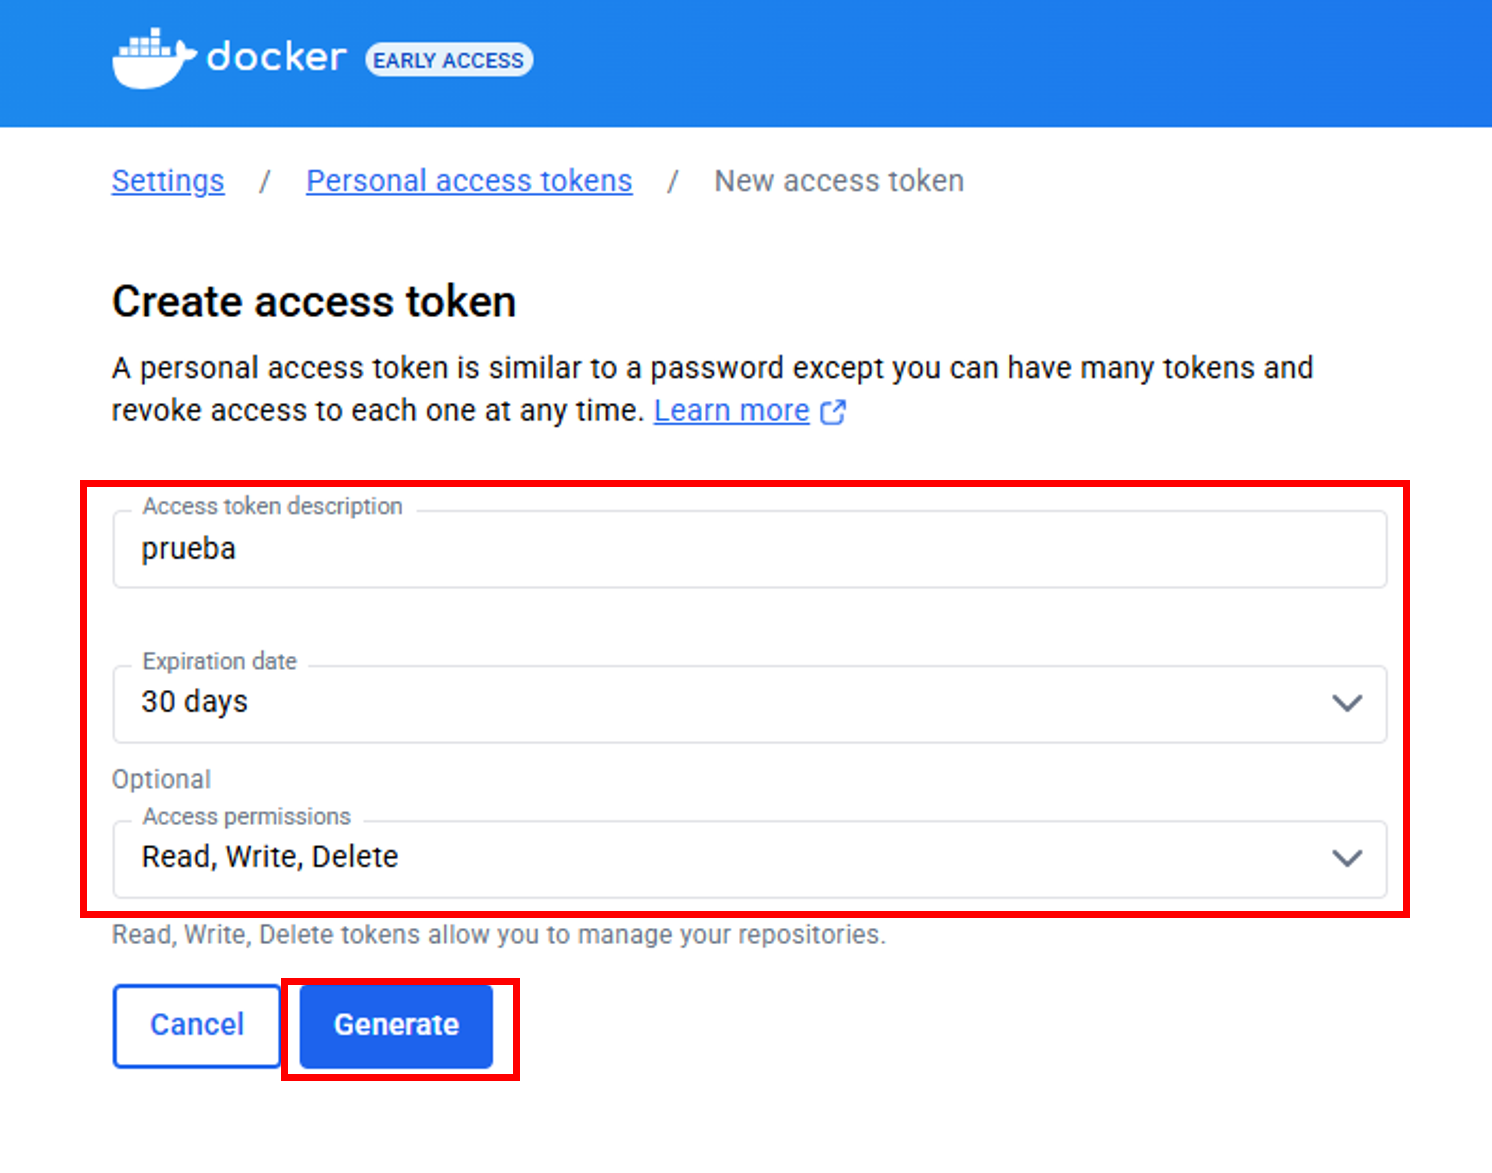 docker EARLY ACCESS
Settings / Personal access tokens / New access token
Create access token
A personal access token is similar to a password except you can have many tokens and
revoke access to each one at any time. Learn more
Access token description
prueba
Expiration date
30 days
Optional
Access permissions
Read, Write, Delete
Read, Write, Delete tokens allow you to manage your repositories.
Cancel Generate